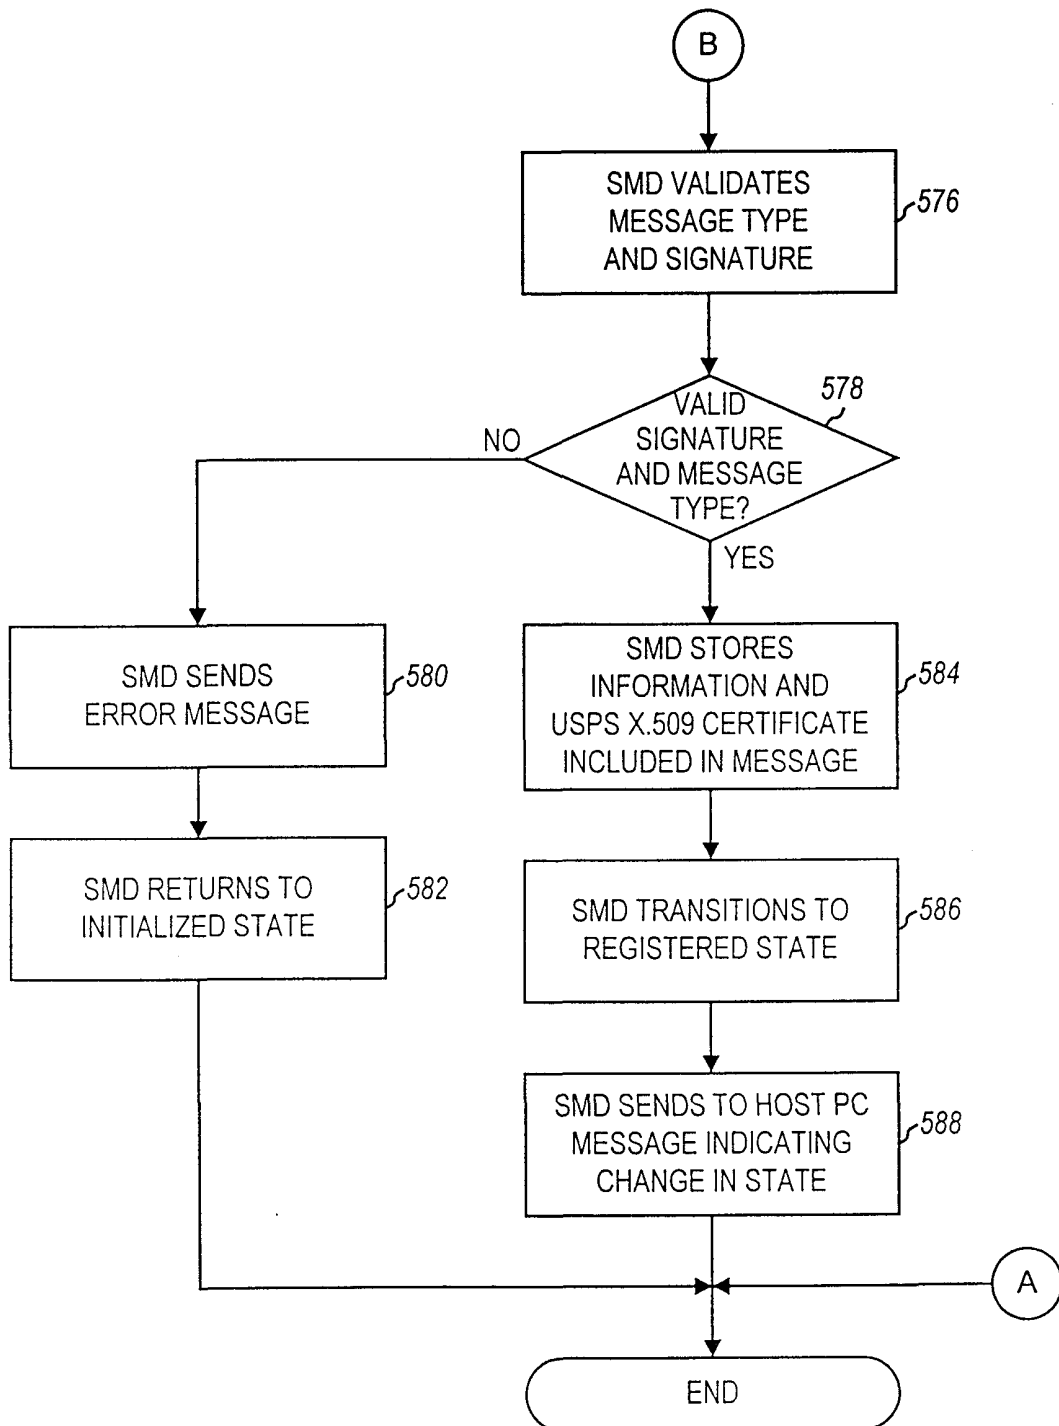 B
SMD VALIDATES
MESSAGE TYPE
AND SIGNATURE
576
578
VALID
SIGNATURE
AND MESSAGE
TYPE?
NO
YES
SMD SENDS
ERROR MESSAGE
580
SMD STORES
INFORMATION AND
USPS X.509 CERTIFICATE
INCLUDED IN MESSAGE
584
SMD RETURNS TO
INITIALIZED STATE
582
SMD TRANSITIONS TO
REGISTERED STATE
586
SMD SENDS TO HOST PC
MESSAGE INDICATING
CHANGE IN STATE
588
A
END